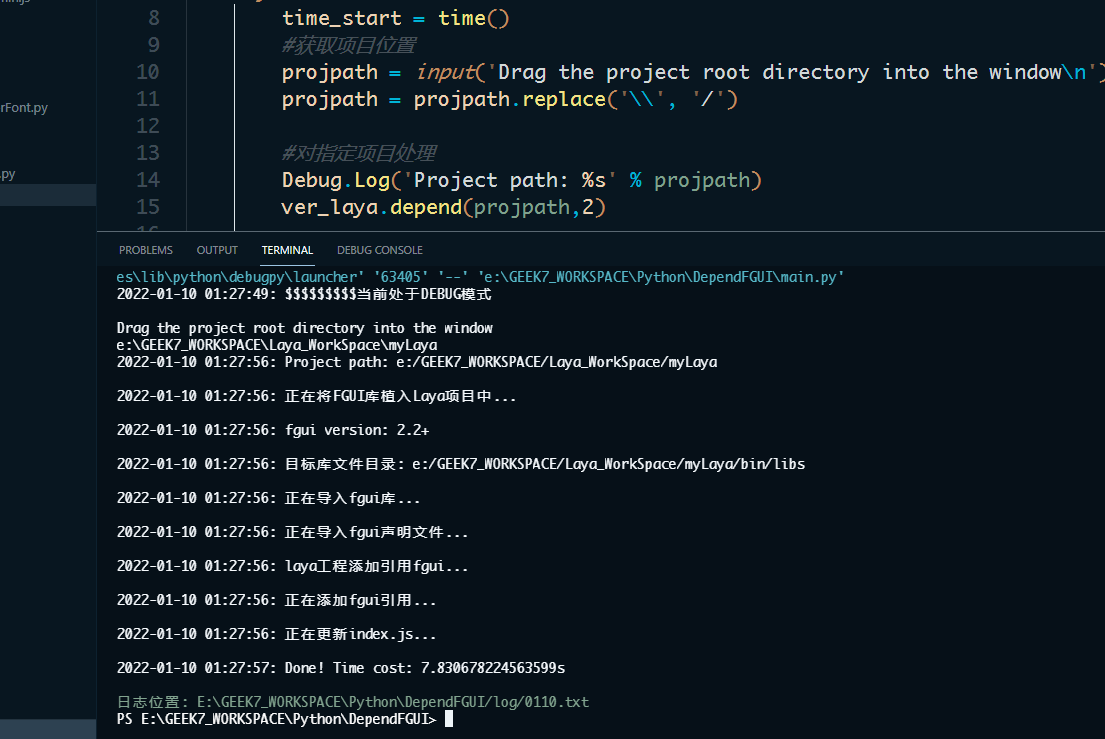 8 time_start = time()
9 #获取项目位置
rFont.py
10 projpath = input('Drag the project root directory into the window\n')
11 projpath = projpath.replace('\\', '/')
12
13 #对指定项目处理
.py
14 Debug.Log('Project path: %s' % projpath)
15 ver_laya.depend(projpath,2)
PROBLEMS OUTPUT TERMINAL DEBUG CONSOLE
es\lib\python\debugpy\launcher' '63405' '--' 'e:\GEEK7_WORKSPACE\Python\DependFGUI\main.py'
2022-01-10 01:27:49: $$$$$$$$$当前处于DEBUG模式
Drag the project root directory into the window
e:\GEEK7_WORKSPACE\Laya_WorkSpace\myLaya
2022-01-10 01:27:56: Project path: e:/GEEK7_WORKSPACE/Laya_WorkSpace/myLaya
2022-01-10 01:27:56: 正在将FGUI库植入Laya项目中...
2022-01-10 01:27:56: fgui version: 2.2+
2022-01-10 01:27:56: 目标库文件目录: e:/GEEK7_WORKSPACE/Laya_WorkSpace/myLaya/bin/libs
2022-01-10 01:27:56: 正在导入fgui库...
2022-01-10 01:27:56: 正在导入fgui声明文件...
2022-01-10 01:27:56: laya工程添加引用fgui...
2022-01-10 01:27:56: 正在添加fgui引用...
2022-01-10 01:27:56: 正在更新index.js...
2022-01-10 01:27:57: Done! Time cost: 7.830678224563599s
日志位置: E:\GEEK7_WORKSPACE\Python\DependFGUI/log/0110.txt
PS E:\GEEK7_WORKSPACE\Python\DependFGUI>